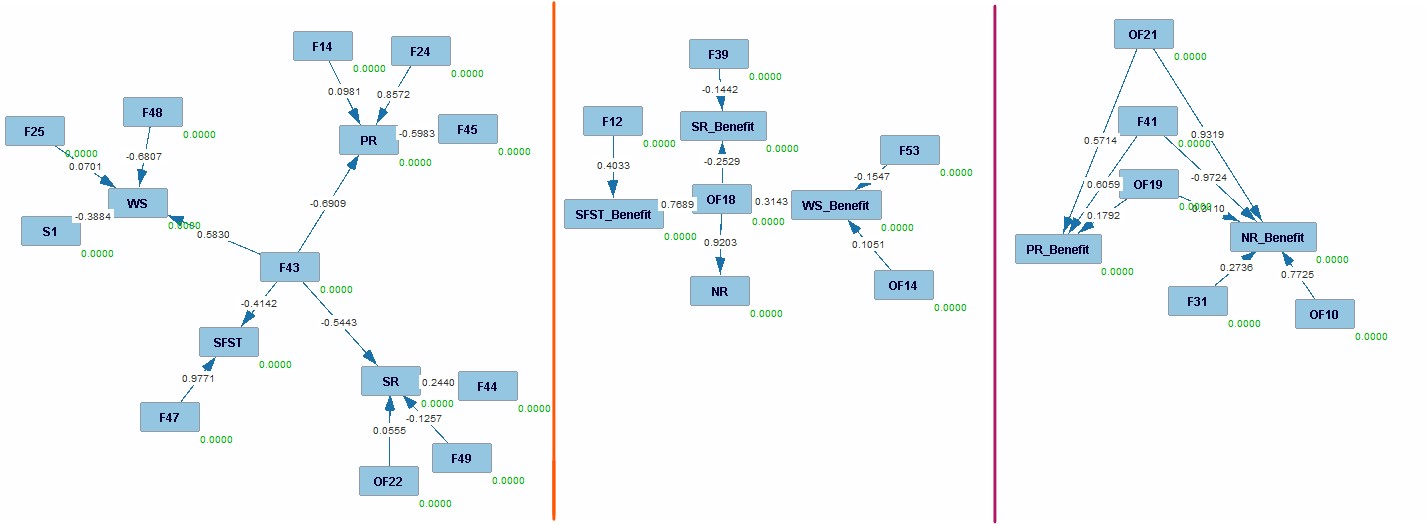 F14
F24
0.0000
0.0000
0.0981
0.8572
F48
F25
0.0000
0.0000
PR
-0.5983
F45
0.0000
0.0000
0.0701
-0.6807
WS
-0.3884
S1
0.0000
0.0000
0.5830
-0.6909
F43
0.0000
-0.4142
-0.5443
SFST
0.0000
0.9771
F47
0.0000
SR
0.2440
F44
0.0000
0.0000
0.0555
-0.1257
F49
0.0000
OF22
0.0000
F39
0.0000
-0.1442
F12
0.0000
SR_Benefit
0.0000
0.4033
-0.2529
F53
0.0000
-0.1547
SFST_Benefit
0.7689
OF18
0.3143
WS_Benefit
0.0000
0.0000
0.0000
0.9203
0.1051
NR
0.0000
OF14
0.0000
OF21
0.0000
F41
0.0000
0.5714
0.9319
0.6059
OF19
-0.9724
0.1792
PR_Benefit
0.0000
NR_Benefit
0.0000
0.2736
0.7725
F31
0.0000
OF10
0.0000